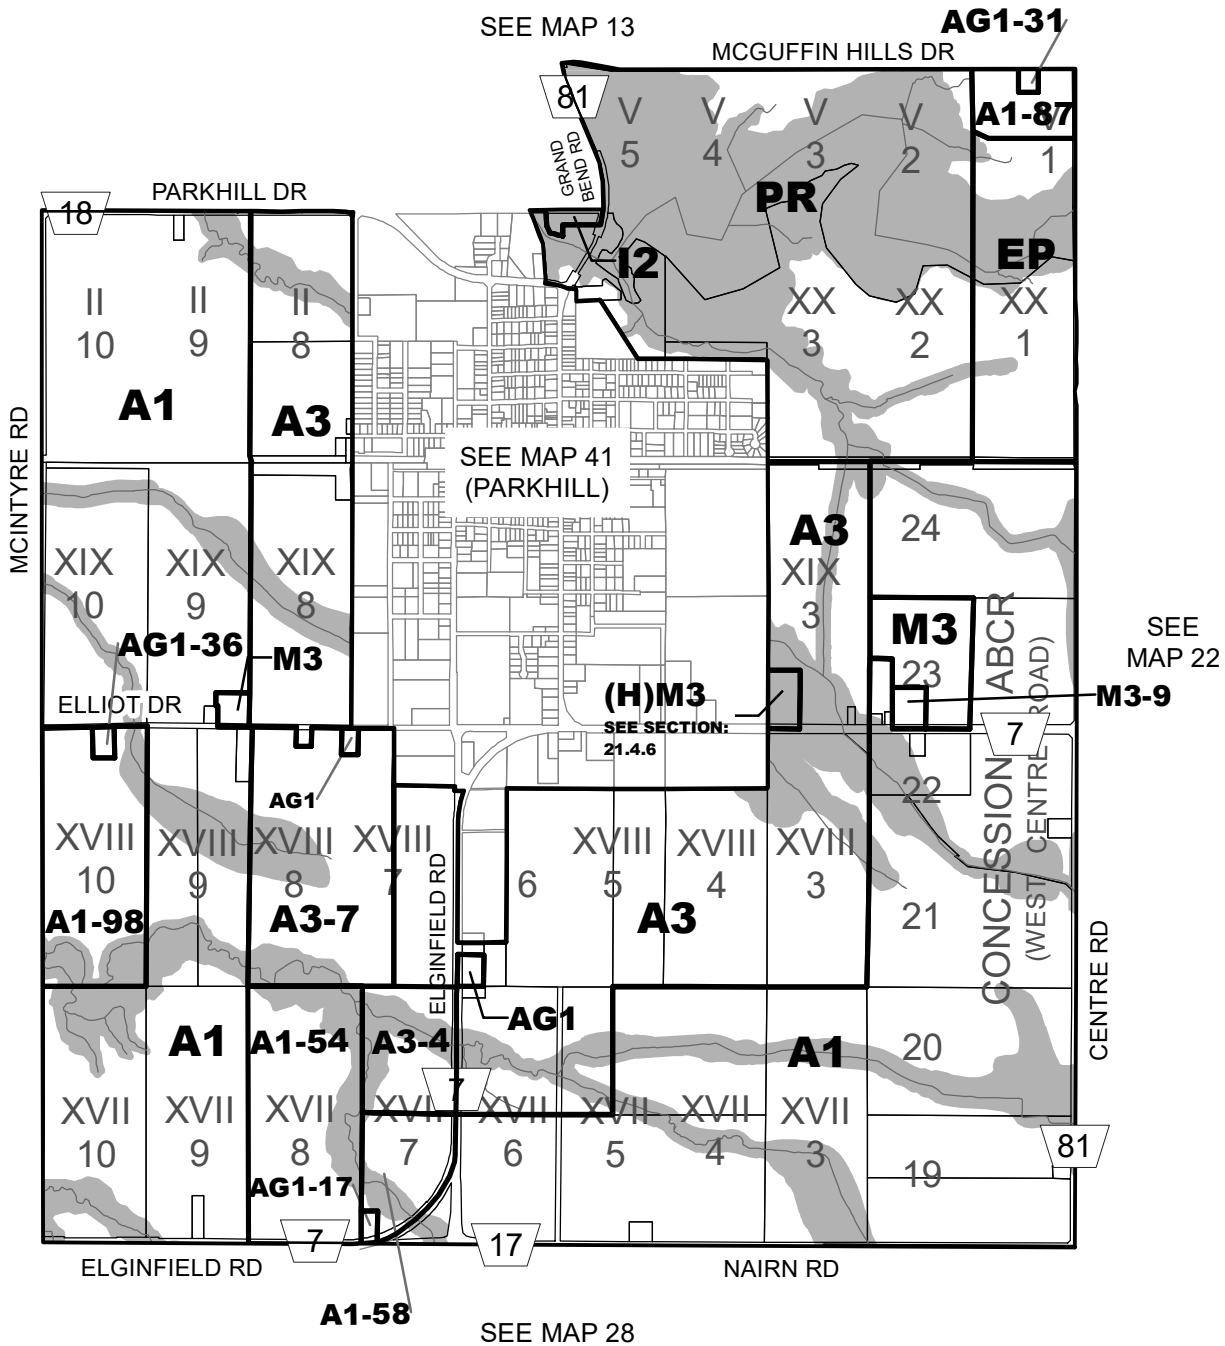 SEE MAP 13
AG1-31
MCGUFFIN HILLS DR
81
V
5
V
4
V
3
V
2
A1-87
V
1
GRAND
BEND RD
PARKHILL DR
18
PR
EP
I2
II
10
II
9
II
8
XX
3
XX
2
XX
1
A1
A3
MCINTYRE RD
SEE MAP 41
(PARKHILL)
A3
24
XIX
10
XIX
9
XIX
8
XIX
3
M3
23
SEE
MAP 22
AG1-36
M3
ELLIOT DR
(H)M3
SEE SECTION:
21.4.6
M3-9
7
CONCESSION ABCR
(WEST CENTRE ROAD)
22
AG1
XVIII
10
XVIII
9
XVIII
8
XVIII
7
6
XVIII
5
XVIII
4
XVIII
3
A1-98
A3-7
A3
21
ELGINFIELD RD
CENTRE RD
AG1
A1
A1-54
A3-4
A1
20
7
XVII
10
XVII
9
XVII
8
XVII
7
XVII
6
XVII
5
XVII
4
XVII
3
19
81
AG1-17
7
17
ELGINFIELD RD
NAIRN RD
A1-58
SEE MAP 28